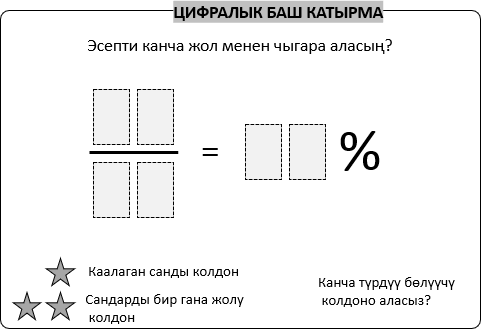 ЦИФРАЛЫК БАШ КАТЫРМА
Эсепти канча жол менен чыгара аласың?
= %
Каалаган санды колдон
Сандарды бир гана жолу
колдон
Канча түрдүү бөлүүчү
колдоно аласыз?